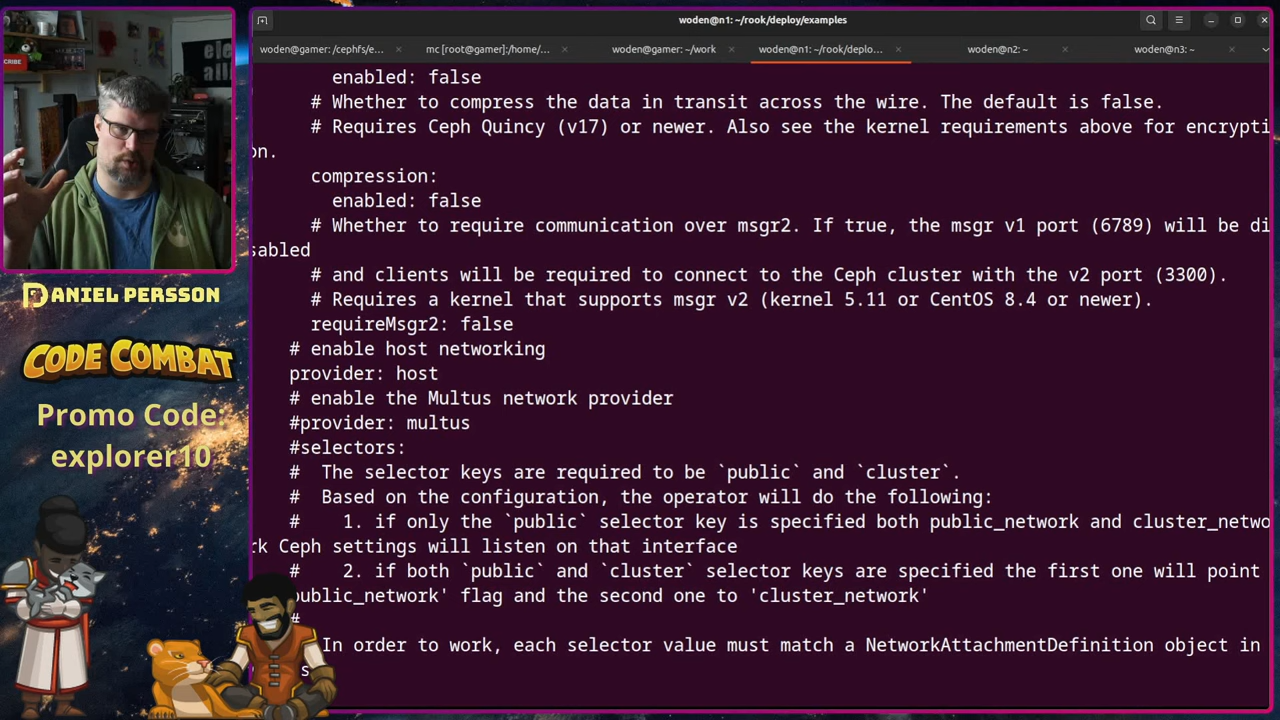 woden@n1: ~/rook/deploy/examples
woden@gamer: /cephfs/e...
mc [root@gamer]:/home/...
woden@gamer: ~/work
woden@n1: ~/rook/deplo...
woden@n2: ~
woden@n3: ~
enabled: false
# Whether to compress the data in transit across the wire. The default is false.
# Requires Ceph Quincy (v17) or newer. Also see the kernel requirements above for encrypti
on.
compression:
enabled: false
# Whether to require communication over msgr2. If true, the msgr v1 port (6789) will be di
sabled
# and clients will be required to connect to the Ceph cluster with the v2 port (3300).
# Requires a kernel that supports msgr v2 (kernel 5.11 or CentOS 8.4 or newer).
requireMsgr2: false
# enable host networking
provider: host
# enable the Multus network provider
#provider: multus
#selectors:
# The selector keys are required to be `public` and `cluster`.
# Based on the configuration, the operator will do the following:
# 1. if only the `public` selector key is specified both public_network and cluster_netwo
rk Ceph settings will listen on that interface
# 2. if both `public` and `cluster` selector keys are specified the first one will point
public_network' flag and the second one to 'cluster_network'
#
In order to work, each selector value must match a NetworkAttachmentDefinition object in
s
DANIEL PERSSON
CODE COMBAT
Promo Code:
explorer10